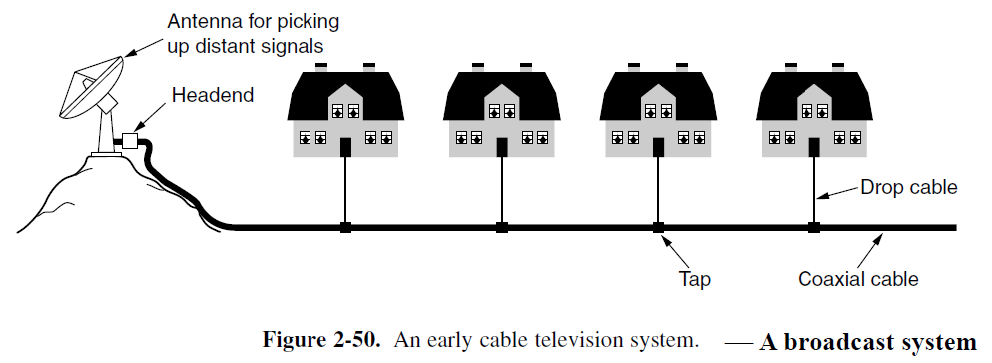 Antenna for picking
up distant signals
Headend
Drop cable
Tap
Coaxial cable
Figure 2-50. An early cable television system. — A broadcast system